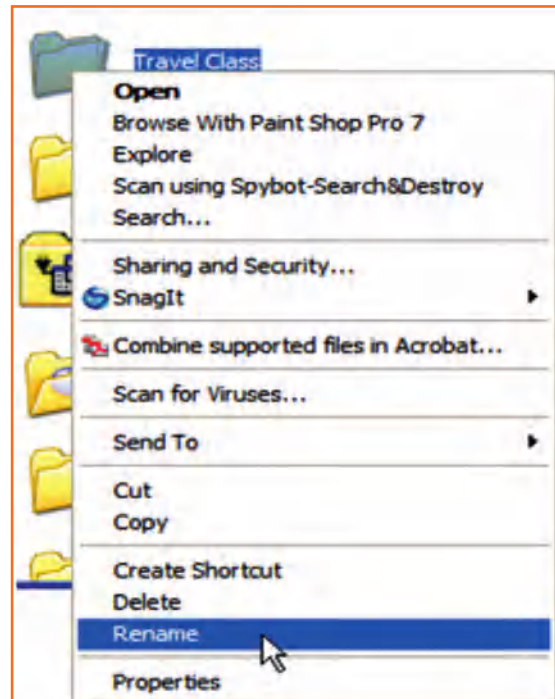 Travel Class
Open
Browse With Paint Shop Pro 7
Explore
Scan using Spybot-Search&Destroy
Search...
Sharing and Security...
SnagIt
Combine supported files in Acrobat...
Scan for Viruses...
Send To
Cut
Copy
Create Shortcut
Delete
Rename
Properties